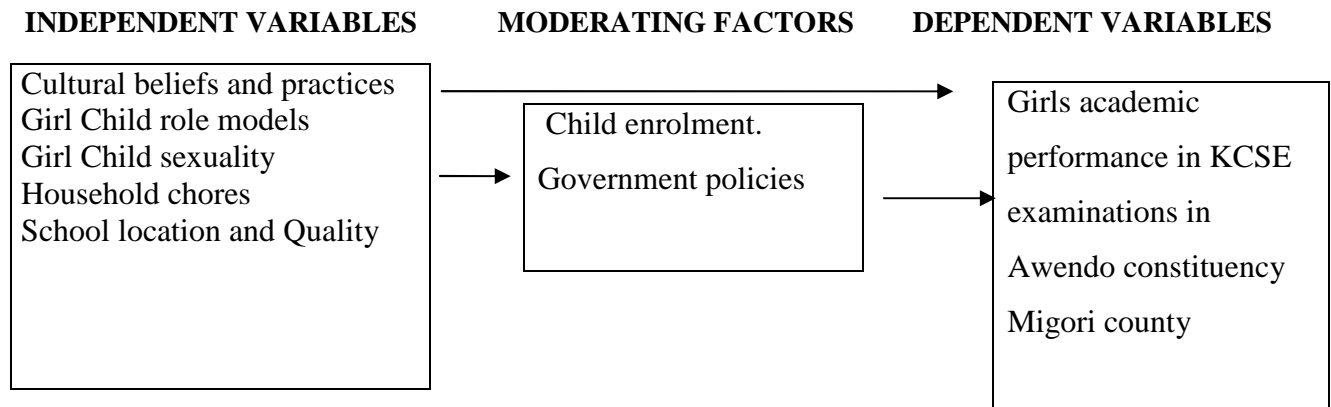 INDEPENDENT VARIABLES MODERATING FACTORS DEPENDENT VARIABLES
Cultural beliefs and practices
Girl Child role models
Girl Child sexuality
Household chores
School location and Quality
Child enrolment.
Government policies
Girls academic
performance in KCSE
examinations in
Awendo constituency
Migori county